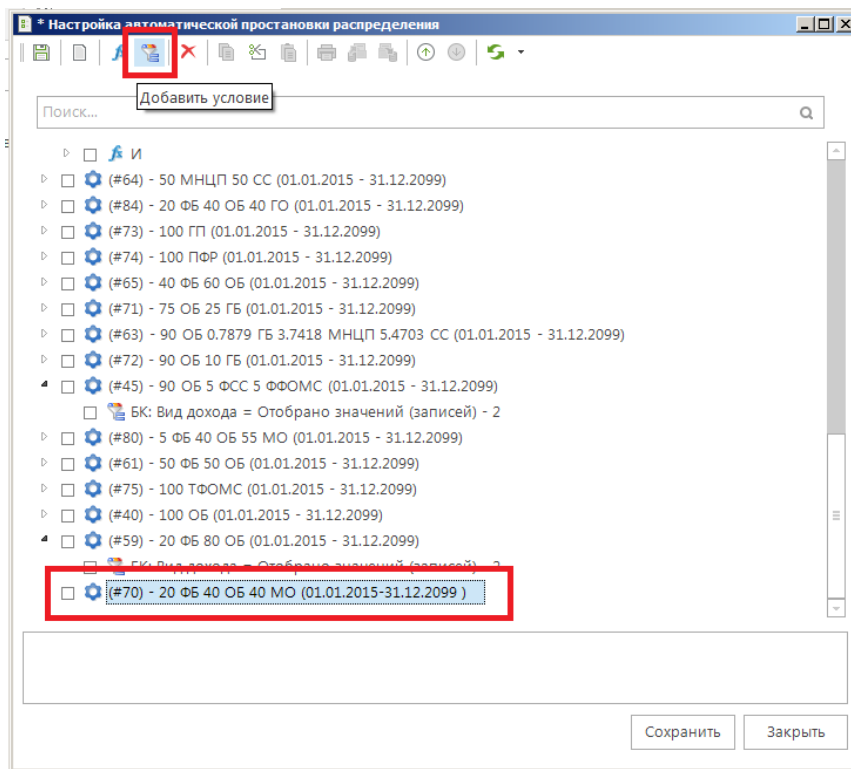 * Настройка автоматической простановки распределения
Добавить условие
Поиск...
И
(#64) - 50 МНЦП 50 СС (01.01.2015 - 31.12.2099)
(#84) - 20 ФБ 40 ОБ 40 ГО (01.01.2015 - 31.12.2099)
(#73) - 100 ГП (01.01.2015 - 31.12.2099)
(#74) - 100 ПФР (01.01.2015 - 31.12.2099)
(#65) - 40 ФБ 60 ОБ (01.01.2015 - 31.12.2099)
(#71) - 75 ОБ 25 ГБ (01.01.2015 - 31.12.2099)
(#63) - 90 ОБ 0.7879 ГБ 3.7418 МНЦП 5.4703 СС (01.01.2015 - 31.12.2099)
(#72) - 90 ОБ 10 ГБ (01.01.2015 - 31.12.2099)
(#45) - 90 ОБ 5 ФСС 5 ФФОМС (01.01.2015 - 31.12.2099)
БК: Вид дохода = Отобрано значений (записей) - 2
(#80) - 5 ФБ 40 ОБ 55 МО (01.01.2015 - 31.12.2099)
(#61) - 50 ФБ 50 ОБ (01.01.2015 - 31.12.2099)
(#75) - 100 ТФОМС (01.01.2015 - 31.12.2099)
(#40) - 100 ОБ (01.01.2015 - 31.12.2099)
(#59) - 20 ФБ 80 ОБ (01.01.2015 - 31.12.2099)
БК: Вид дохода = Отобрано значений (записей) -
(#70) - 20 ФБ 40 ОБ 40 МО (01.01.2015-31.12.2099 )
Сохранить Закрыть